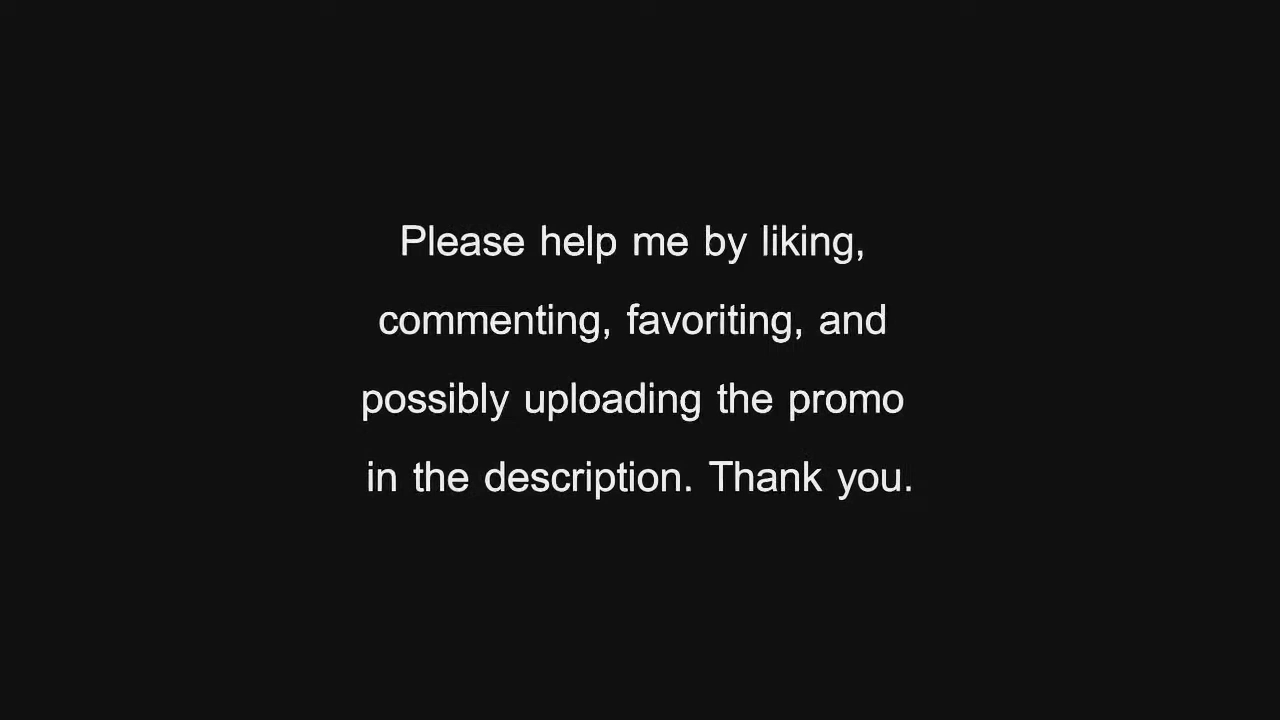 Please help me by liking,
commenting, favoriting, and
possibly uploading the promo
in the description. Thank you.